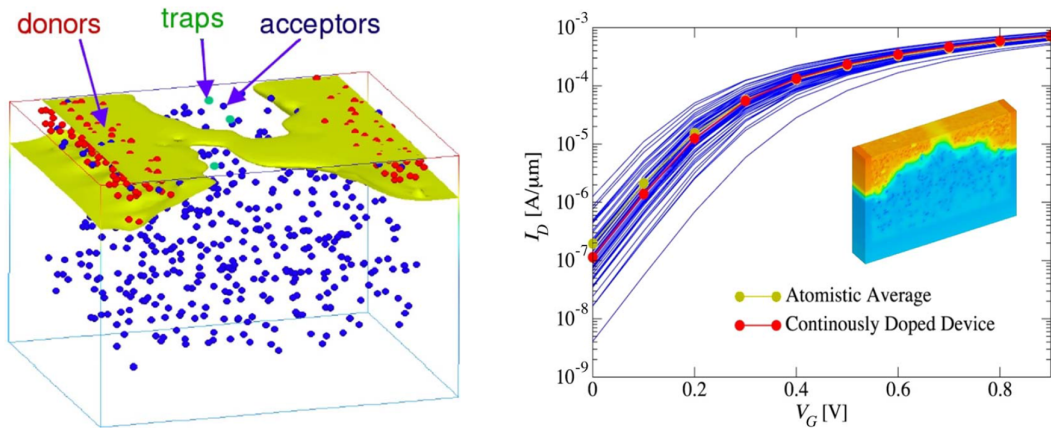 donors
traps
acceptors
10⁻³
10⁻⁴
10⁻⁵
10⁻⁶
10⁻⁷
10⁻⁸
10⁻⁹
I_D [A/μm]
Atomistic Average
Continously Doped Device
0 0.2 0.4 0.6 0.8
V_G [V]